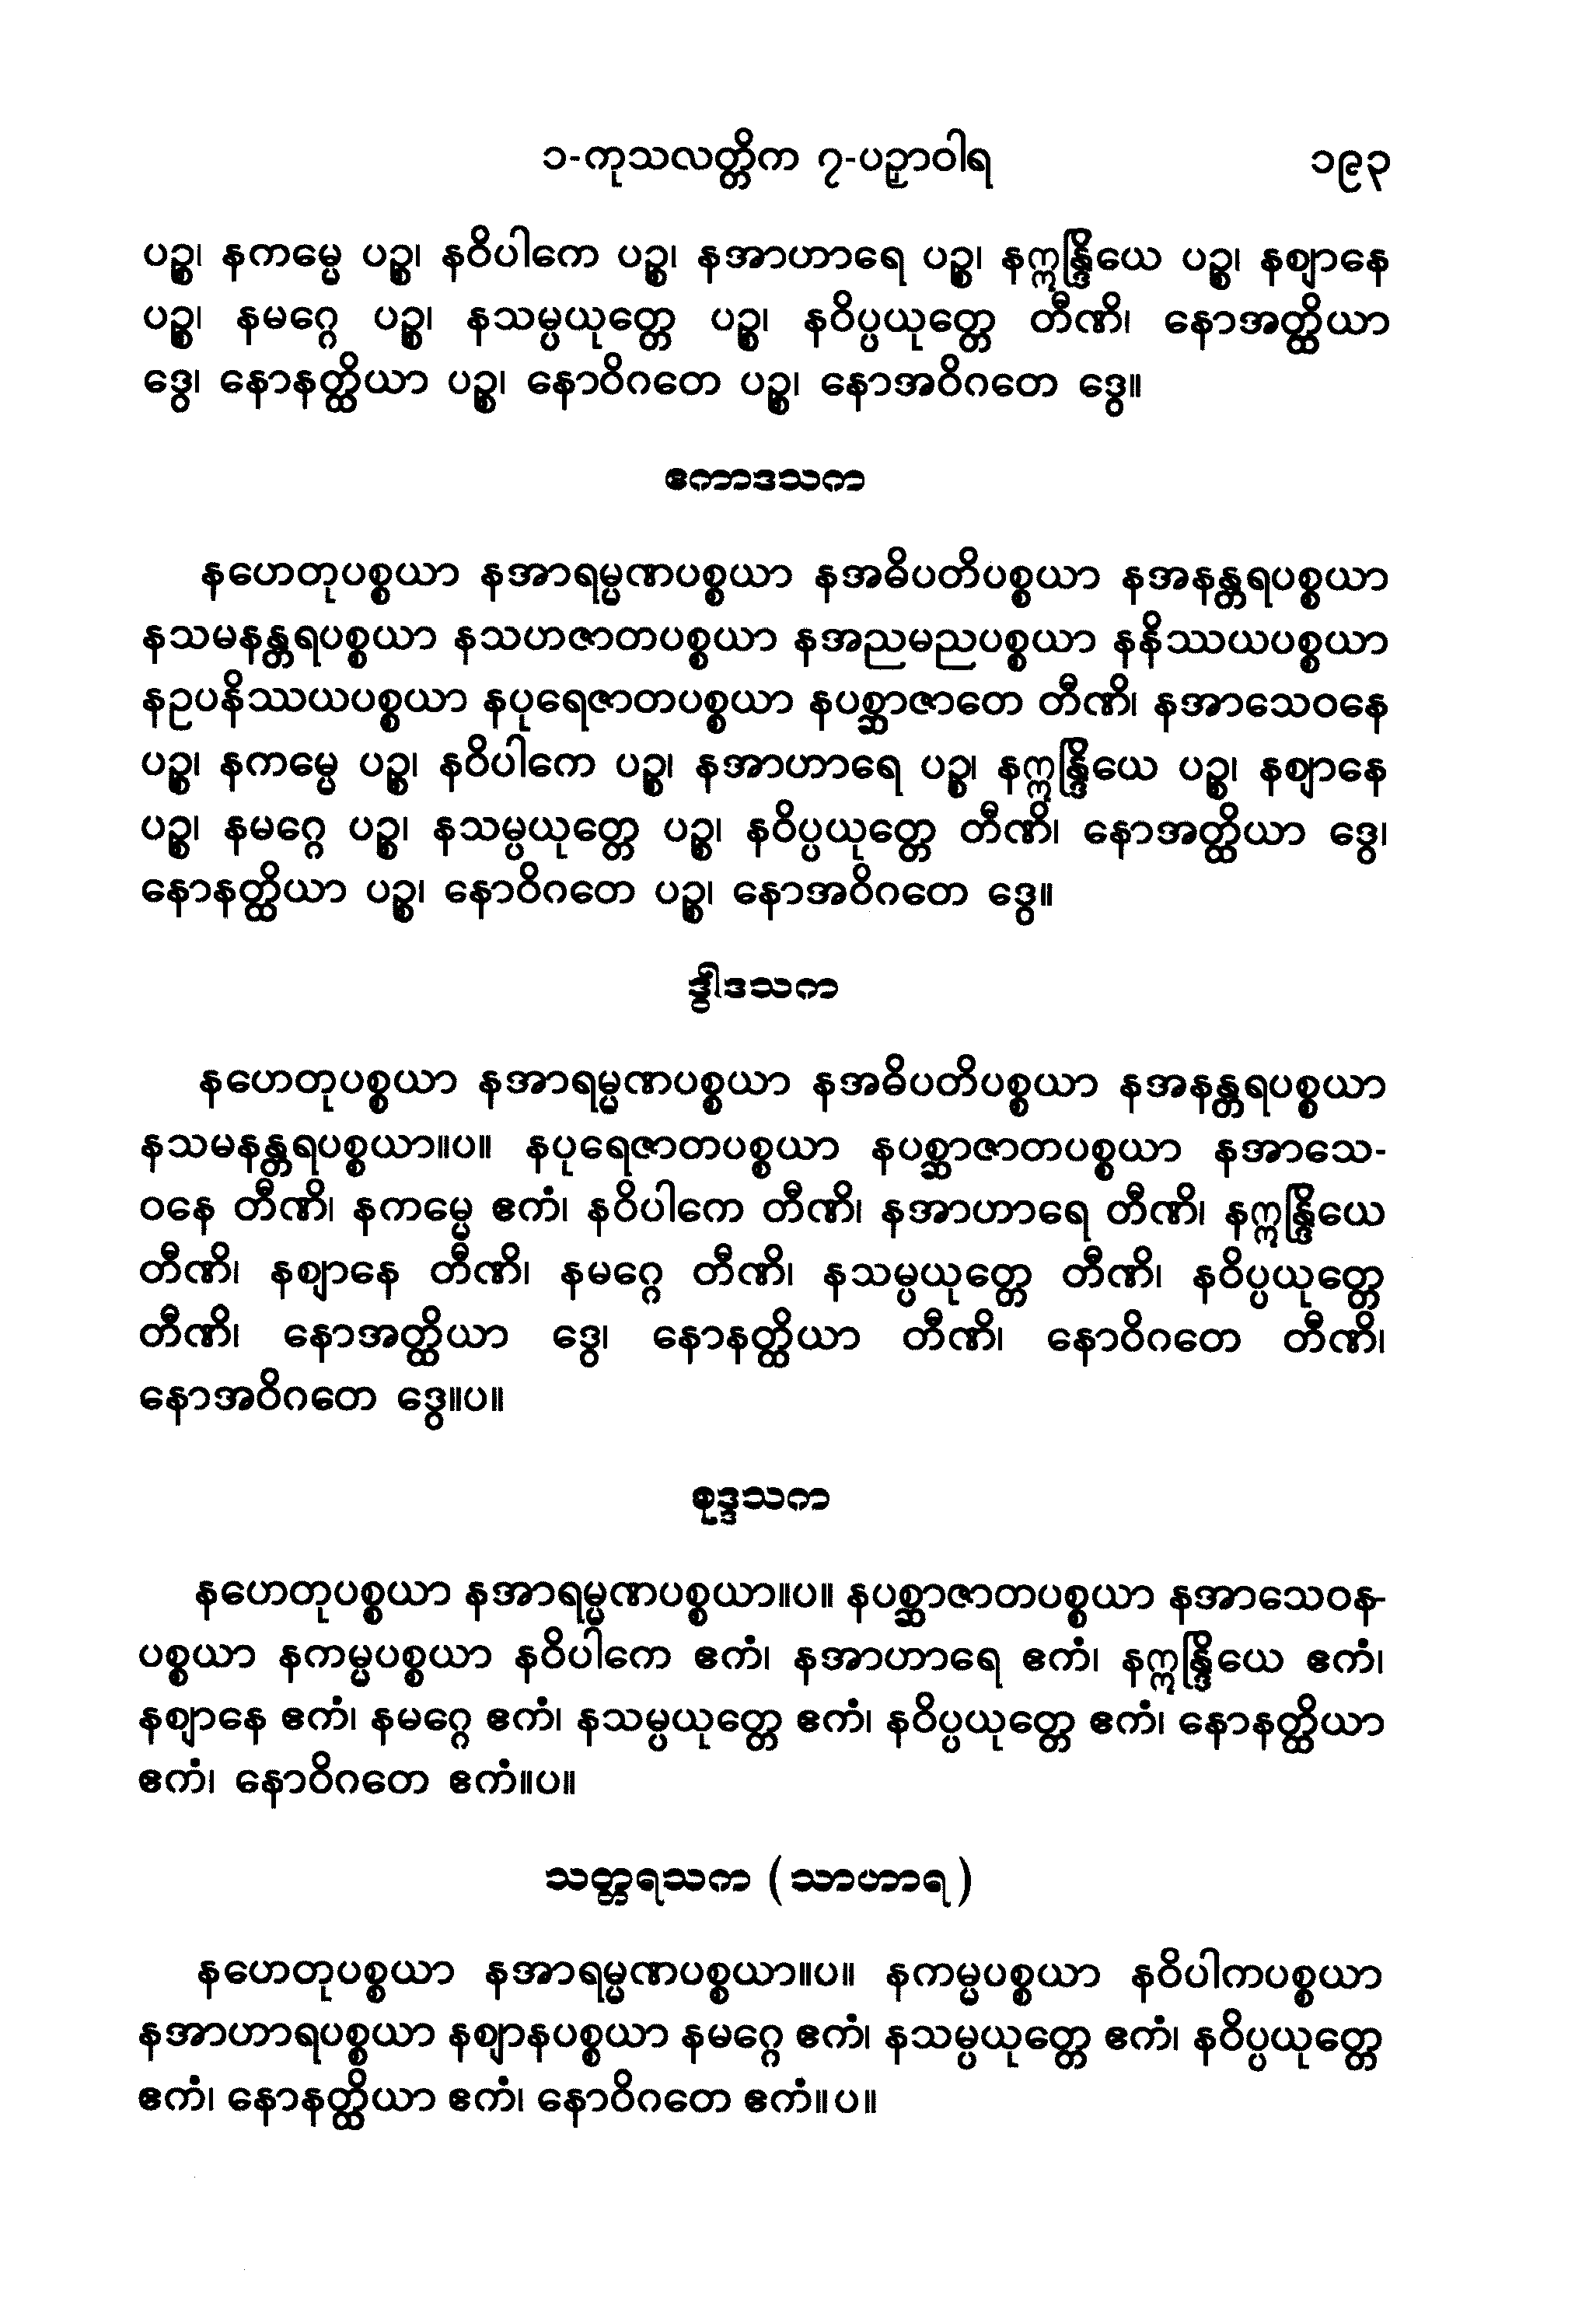 ၁-ကုသလတ္တိက ၇-ပဉှာဝါရ ၁၉၃
ပဉ္စ၊ နကမ္မေ ပဉ္စ၊ နဝိပါကေ ပဉ္စ၊ နအာဟာရေ ပဉ္စ၊ နဣန္ဒြိယေ ပဉ္စ၊ နဈာနေ
ပဉ္စ၊ နမဂ္ဂေ ပဉ္စ၊ နသမ္ပယုတ္တေ ပဉ္စ၊ နဝိပ္ပယုတ္တေ တီဏိ၊ နောအတ္ထိယာ
ဒွေ၊ နောနတ္ထိယာ ပဉ္စ၊ နောဝိဂတေ ပဉ္စ၊ နောအဝိဂတေ ဒွေ။
ဧကာဒသက
နဟေတုပစ္စယာ နအာရမ္မဏပစ္စယာ နအဓိပတိပစ္စယာ နအနန္တရပစ္စယာ
နသမနန္တရပစ္စယာ နသဟဇာတပစ္စယာ နအညမညပစ္စယာ နနိဿယပစ္စယာ
နဥပနိဿယပစ္စယာ နပုရေဇာတပစ္စယာ နပစ္ဆာဇာတေ တီဏိ၊ နအာသေဝနေ
ပဉ္စ၊ နကမ္မေ ပဉ္စ၊ နဝိပါကေ ပဉ္စ၊ နအာဟာရေ ပဉ္စ၊ နဣန္ဒြိယေ ပဉ္စ၊ နဈာနေ
ပဉ္စ၊ နမဂ္ဂေ ပဉ္စ၊ နသမ္ပယုတ္တေ ပဉ္စ၊ နဝိပ္ပယုတ္တေ တီဏိ၊ နောအတ္ထိယာ ဒွေ၊
နောနတ္ထိယာ ပဉ္စ၊ နောဝိဂတေ ပဉ္စ၊ နောအဝိဂတေ ဒွေ။
ဒွါဒသက
နဟေတုပစ္စယာ နအာရမ္မဏပစ္စယာ နအဓိပတိပစ္စယာ နအနန္တရပစ္စယာ
နသမနန္တရပစ္စယာ။ပ။ နပုရေဇာတပစ္စယာ နပစ္ဆာဇာတပစ္စယာ နအာသေ-
ဝနေ တီဏိ၊ နကမ္မေ ဧကံ၊ နဝိပါကေ တီဏိ၊ နအာဟာရေ တီဏိ၊ နဣန္ဒြိယေ
တီဏိ၊ နဈာနေ တီဏိ၊ နမဂ္ဂေ တီဏိ၊ နသမ္ပယုတ္တေ တီဏိ၊ နဝိပ္ပယုတ္တေ
တီဏိ၊ နောအတ္ထိယာ ဒွေ၊ နောနတ္ထိယာ တီဏိ၊ နောဝိဂတေ တီဏိ၊
နောအဝိဂတေ ဒွေ။ပ။
စုဒ္ဒသက
နဟေတုပစ္စယာ နအာရမ္မဏပစ္စယာ။ပ။ နပစ္ဆာဇာတပစ္စယာ နအာသေဝန-
ပစ္စယာ နကမ္မပစ္စယာ နဝိပါကေ ဧကံ၊ နအာဟာရေ ဧကံ၊ နဣန္ဒြိယေ ဧကံ၊
နဈာနေ ဧကံ၊ နမဂ္ဂေ ဧကံ၊ နသမ္ပယုတ္တေ ဧကံ၊ နဝိပ္ပယုတ္တေ ဧကံ၊ နောနတ္ထိယာ
ဧကံ၊ နောဝိဂတေ ဧကံ။ပ။
သတ္တရသက (သာဟာရ)
နဟေတုပစ္စယာ နအာရမ္မဏပစ္စယာ။ပ။ နကမ္မပစ္စယာ နဝိပါကပစ္စယာ
နအာဟာရပစ္စယာ နဈာနပစ္စယာ နမဂ္ဂေ ဧကံ၊ နသမ္ပယုတ္တေ ဧကံ၊ နဝိပ္ပယုတ္တေ
ဧကံ၊ နောနတ္ထိယာ ဧကံ၊ နောဝိဂတေ ဧကံ။ပ။